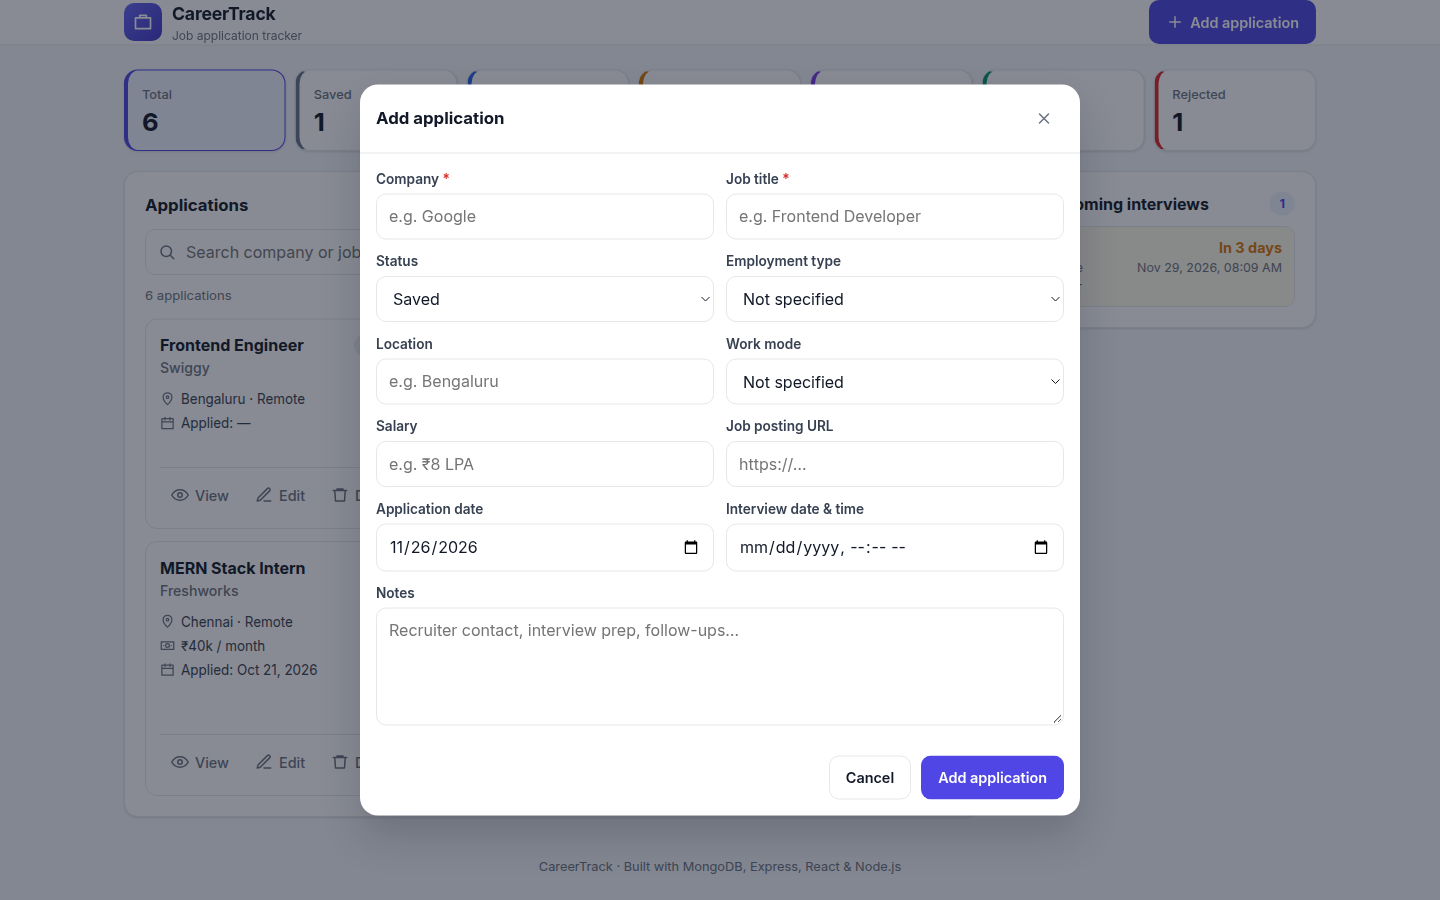 CareerTrack
Job application tracker
Add application
Total
6
Saved
1
Rejected
1
Applications
Search company or job
6 applications
Frontend Engineer
Swiggy
Bengaluru · Remote
Applied: —
View
Edit
MERN Stack Intern
Freshworks
Chennai · Remote
₹40k / month
Applied: Oct 21, 2026
View
Edit
Add application
Company *
e.g. Google
Job title *
e.g. Frontend Developer
Status
Saved
Employment type
Not specified
Location
e.g. Bengaluru
Work mode
Not specified
Salary
e.g. ₹8 LPA
Job posting URL
https://...
Application date
11/26/2026
Interview date & time
mm/dd/yyyy, --:-- --
Notes
Recruiter contact, interview prep, follow-ups...
Cancel
Add application
interviews
1
In 3 days
Nov 29, 2026, 08:09 AM
CareerTrack · Built with MongoDB, Express, React & Node.js